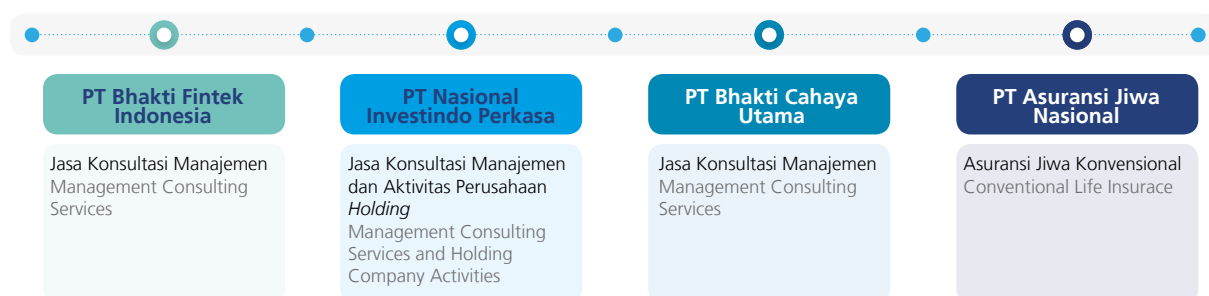 PT Bhakti Fintek
Indonesia
Jasa Konsultasi Manajemen
Management Consulting
Services
PT Nasional
Investindo Perkasa
Jasa Konsultasi Manajemen
dan Aktivitas Perusahaan
Holding
Management Consulting
Services and Holding
Company Activities
PT Bhakti Cahaya
Utama
Jasa Konsultasi Manajemen
Management Consulting
Services
PT Asuransi Jiwa
Nasional
Asuransi Jiwa Konvensional
Conventional Life Insurace